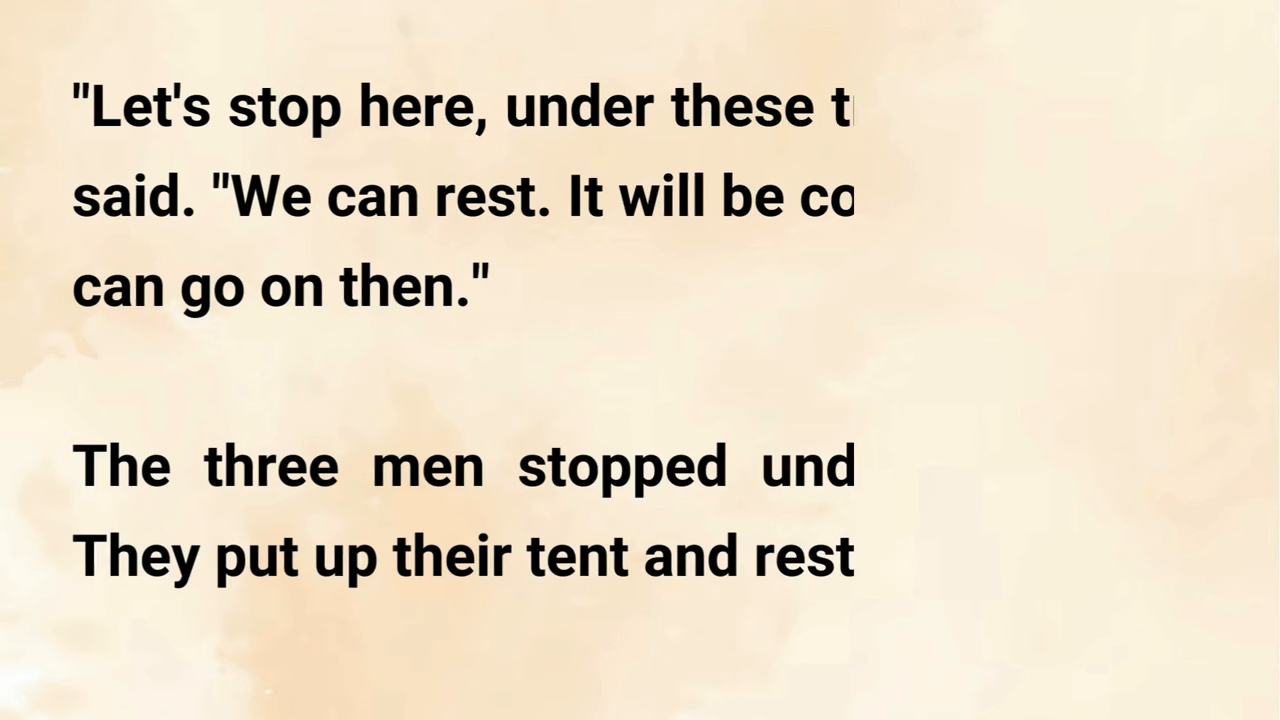 "Let's stop here, under these
said. "We can rest. It will be
can go on then."
The three men stopped
They put up their tent and